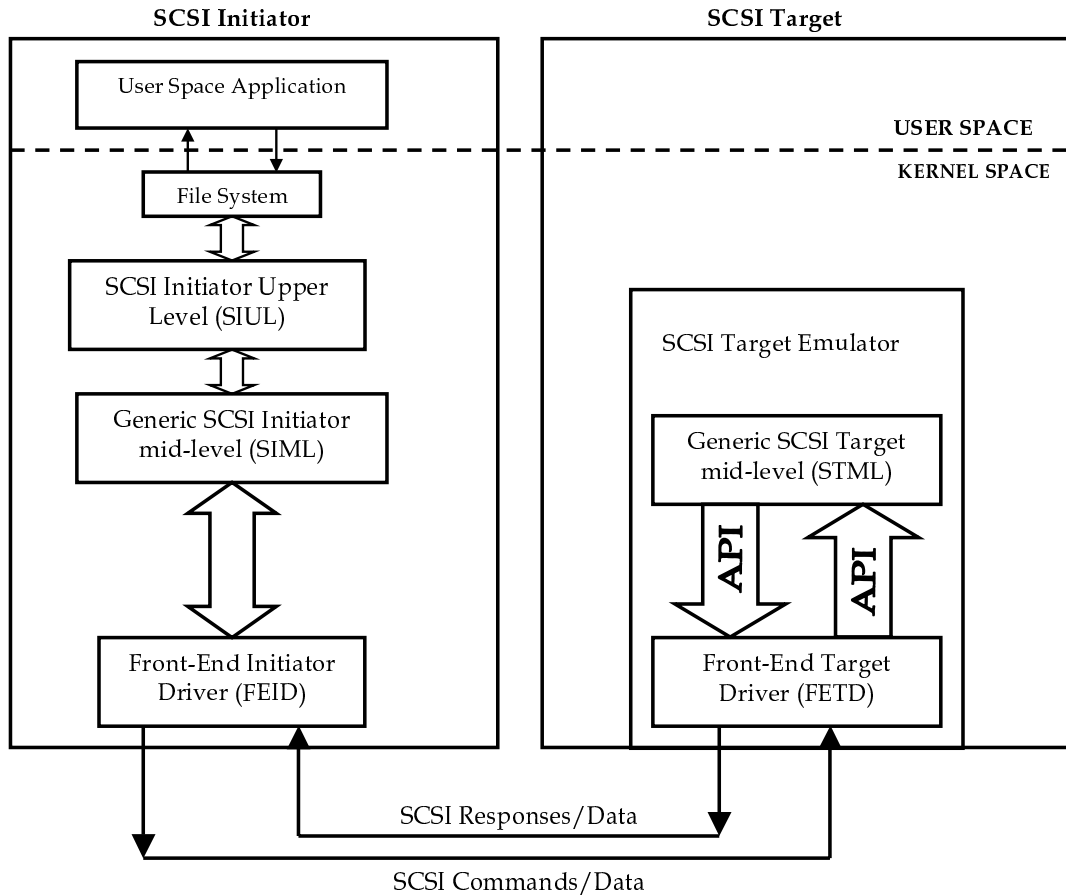 SCSI Initiator
SCSI Target
User Space Application
USER SPACE
KERNEL SPACE
File System
SCSI Initiator Upper
Level (SIUL)
SCSI Target Emulator
Generic SCSI Initiator
mid-level (SIML)
Generic SCSI Target
mid-level (STML)
API
API
Front-End Initiator
Driver (FEID)
Front-End Target
Driver (FETD)
SCSI Responses/Data
SCSI Commands/Data